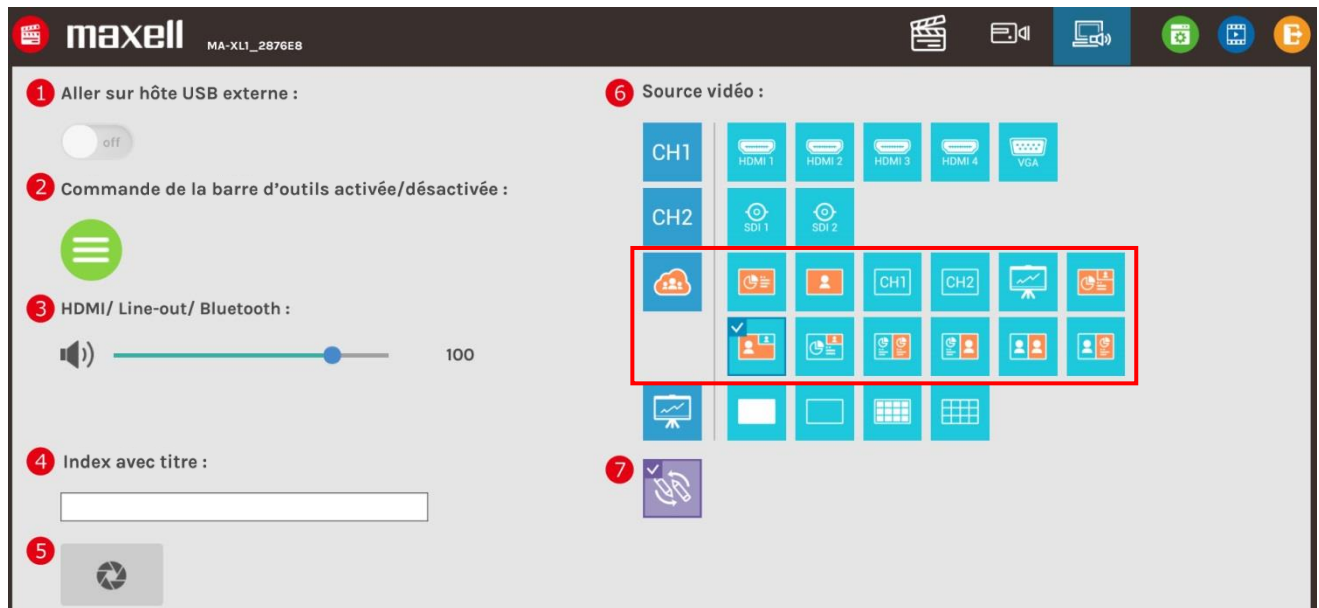 maxell MA-XL1_2876E8
1 Aller sur hôte USB externe :
off
2 Commande de la barre d'outils activée/désactivée :
3 HDMI/ Line-out/ Bluetooth :
100
4 Index avec titre :
5
6 Source vidéo :
CH1 HDMI 1 HDMI 2 HDMI 3 HDMI 4 VGA
CH2 SDI 1 SDI 2
CH1 CH2
7